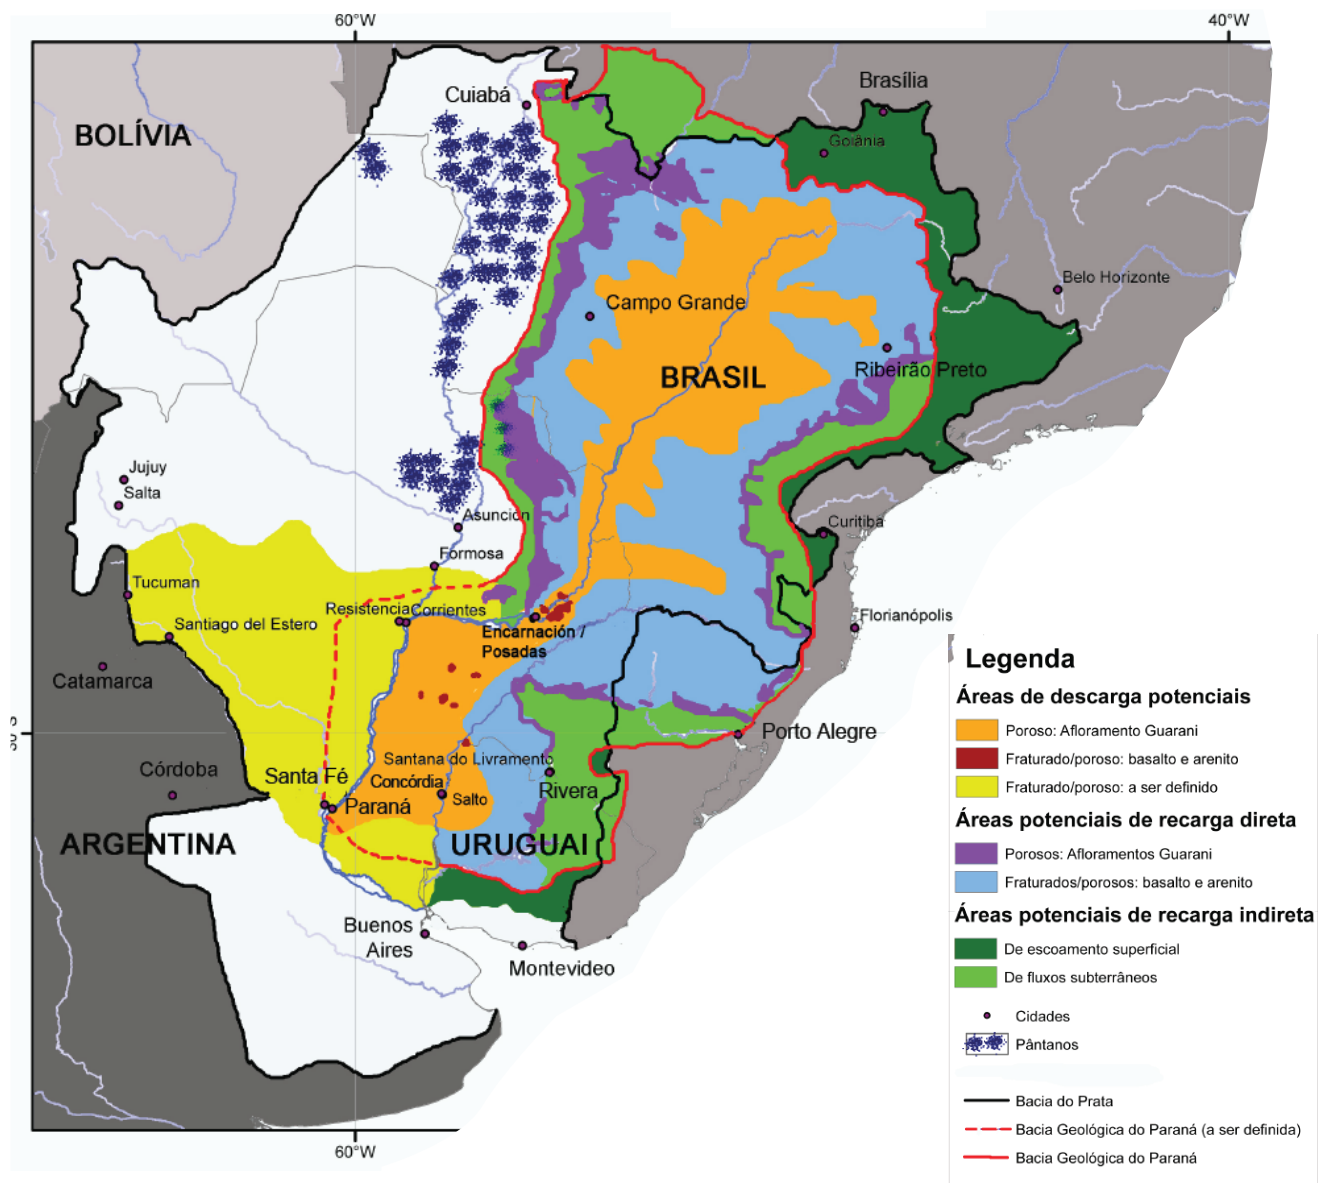 60°W
40°W
Brasília
Cuiabá
BOLÍVIA
Goiânia
Belo Horizonte
Campo Grande
BRASIL
Ribeirão Preto
Jujuy
Salta
Asunción
Curitiba
Formosa
Tucuman
Resistencia
Corrientes
Santiago del Estero
Florianópolis
Encarnación /
Posadas
Catamarca
Porto Alegre
Santana do Livramento
Córdoba
Santa Fé
Concórdia
Rivera
Salto
Paraná
ARGENTINA
URUGUAI
Buenos
Aires
Montevideo
60°W
Legenda
Áreas de descarga potenciais
Poroso: Afloramento Guarani
Fraturado/poroso: basalto e arenito
Fraturado/poroso: a ser definido
Áreas potenciais de recarga direta
Porosos: Afloramentos Guarani
Fraturados/porosos: basalto e arenito
Áreas potenciais de recarga indireta
De escoamento superficial
De fluxos subterrâneos
Cidades
Pântanos
Bacia do Prata
Bacia Geológica do Paraná (a ser definida)
Bacia Geológica do Paraná